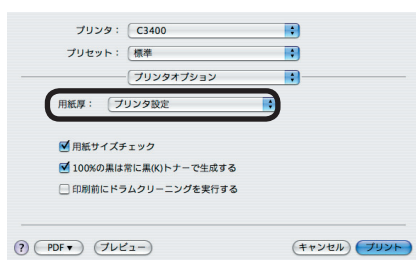 プリンタ： C3400
プリセット： 標準
プリンタオプション
用紙厚： プリンタ設定
用紙サイズチェック
100%の黒は常に黒(K)トナーで生成する
印刷前にドラムクリーニングを実行する
? PDF▼ プレビュー キャンセル プリント